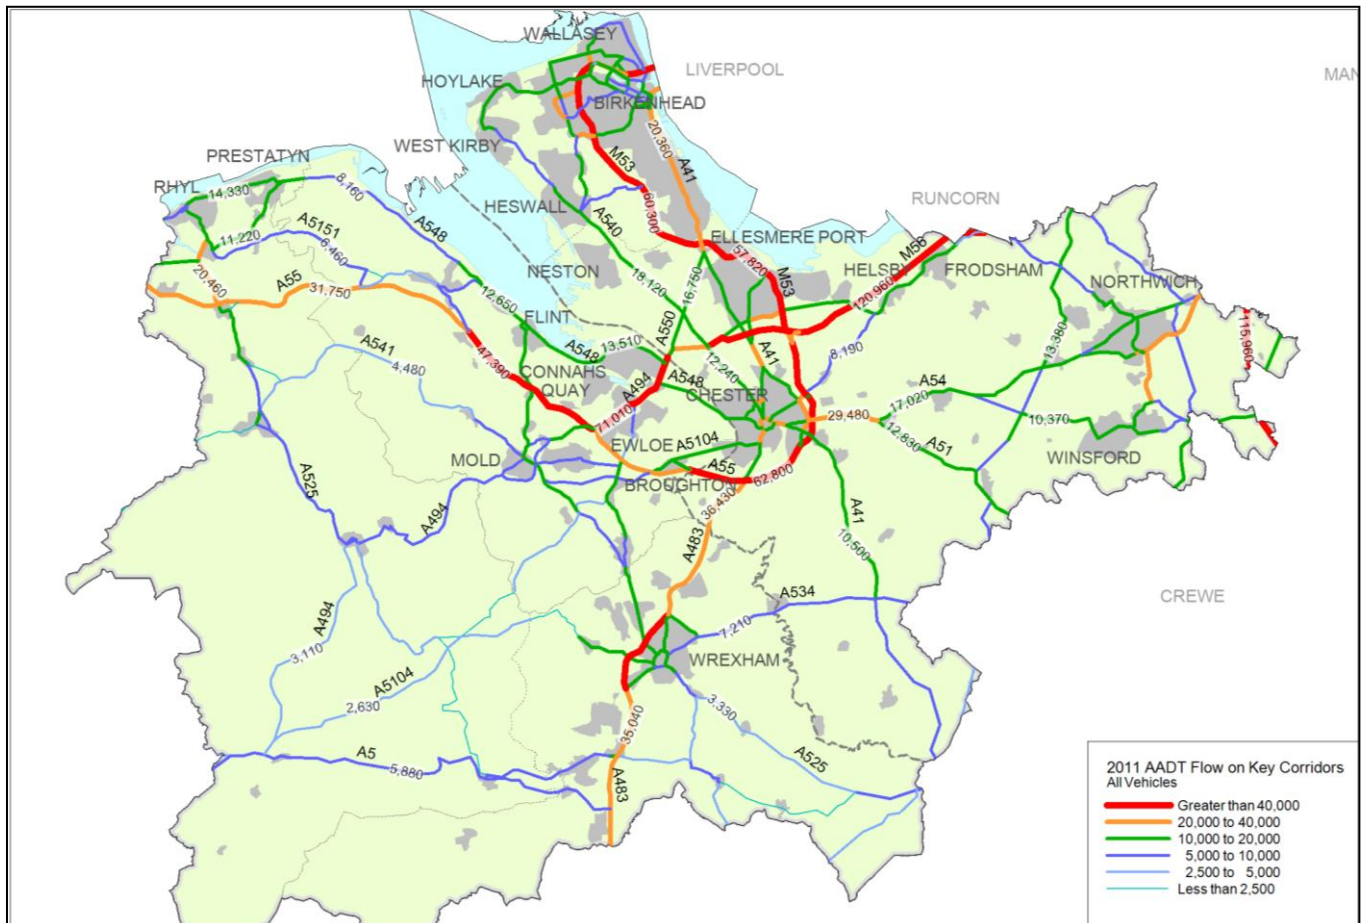 WALLASEY
LIVERPOOL
MAN
HOYLAKE
BIRKENHEAD
20,360
WEST KIRBY
PRESTATYN
M53
A41
RHYL
14,330
8,160
HESWALL
60,300
RUNCORN
A5151
A548
A540
ELLESMERE PORT
11,220
6,460
57,820
M56
NESTON
18,120
16,750
M53
HELSBY
FRODSHAM
20,460
A55
31,750
12,650
120,960
NORTHWICH
FLINT
A550
A541
A548
13,510
12,240
A41
8,190
13,380
115,960
47,390
4,480
CONNAHS
QUAY
A494
A548
CHESTER
A54
17,020
71,010
29,480
10,370
12,830
A51
EWLOE
A5104
MOLD
A55
WINSFORD
BROUGHTON
62,800
A525
36,430
A41
A494
10,500
A483
A534
CREWE
A494
7,210
3,110
WREXHAM
A5104
2,630
3,330
35,040
A5
5,880
A525
A483
2011 AADT Flow on Key Corridors
All Vehicles
Greater than 40,000
20,000 to 40,000
10,000 to 20,000
5,000 to 10,000
2,500 to 5,000
Less than 2,500